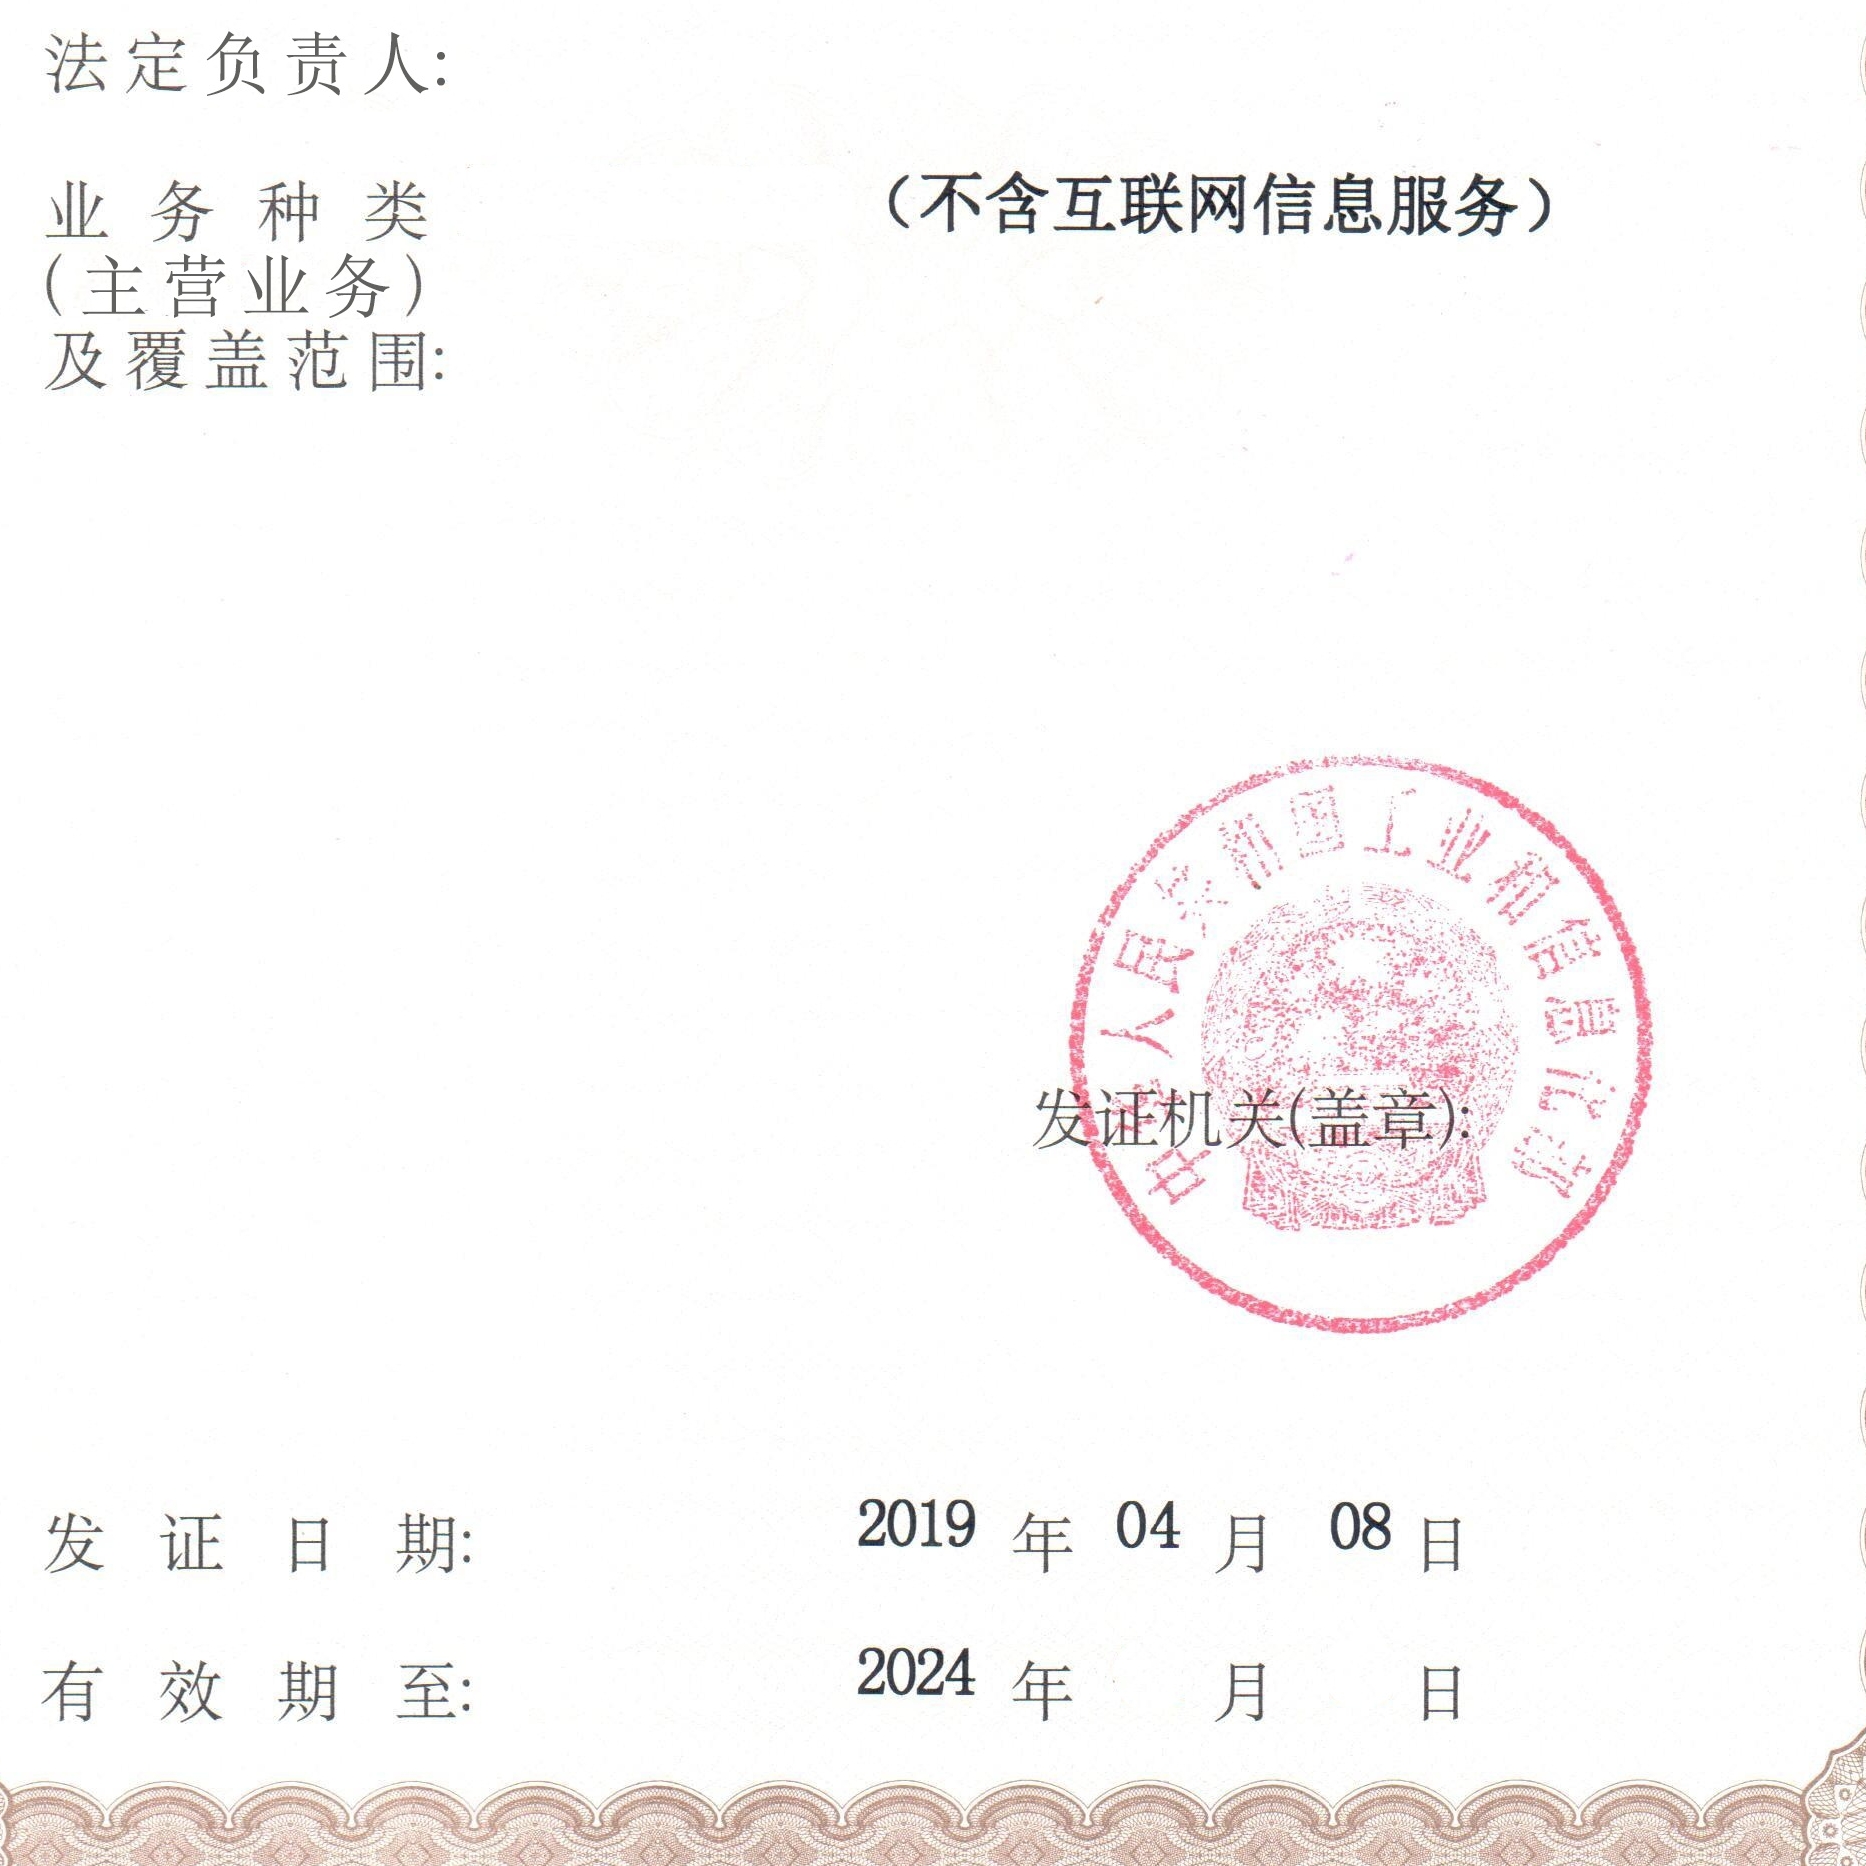 法定负责人:
业务种类
(主营业务)
及覆盖范围:
（不含互联网信息服务）
中华人民共和国工业和信息化部
发证机关(盖章):
发证日期: 2019 年 04 月 08 日
有效期至: 2024 年 月 日